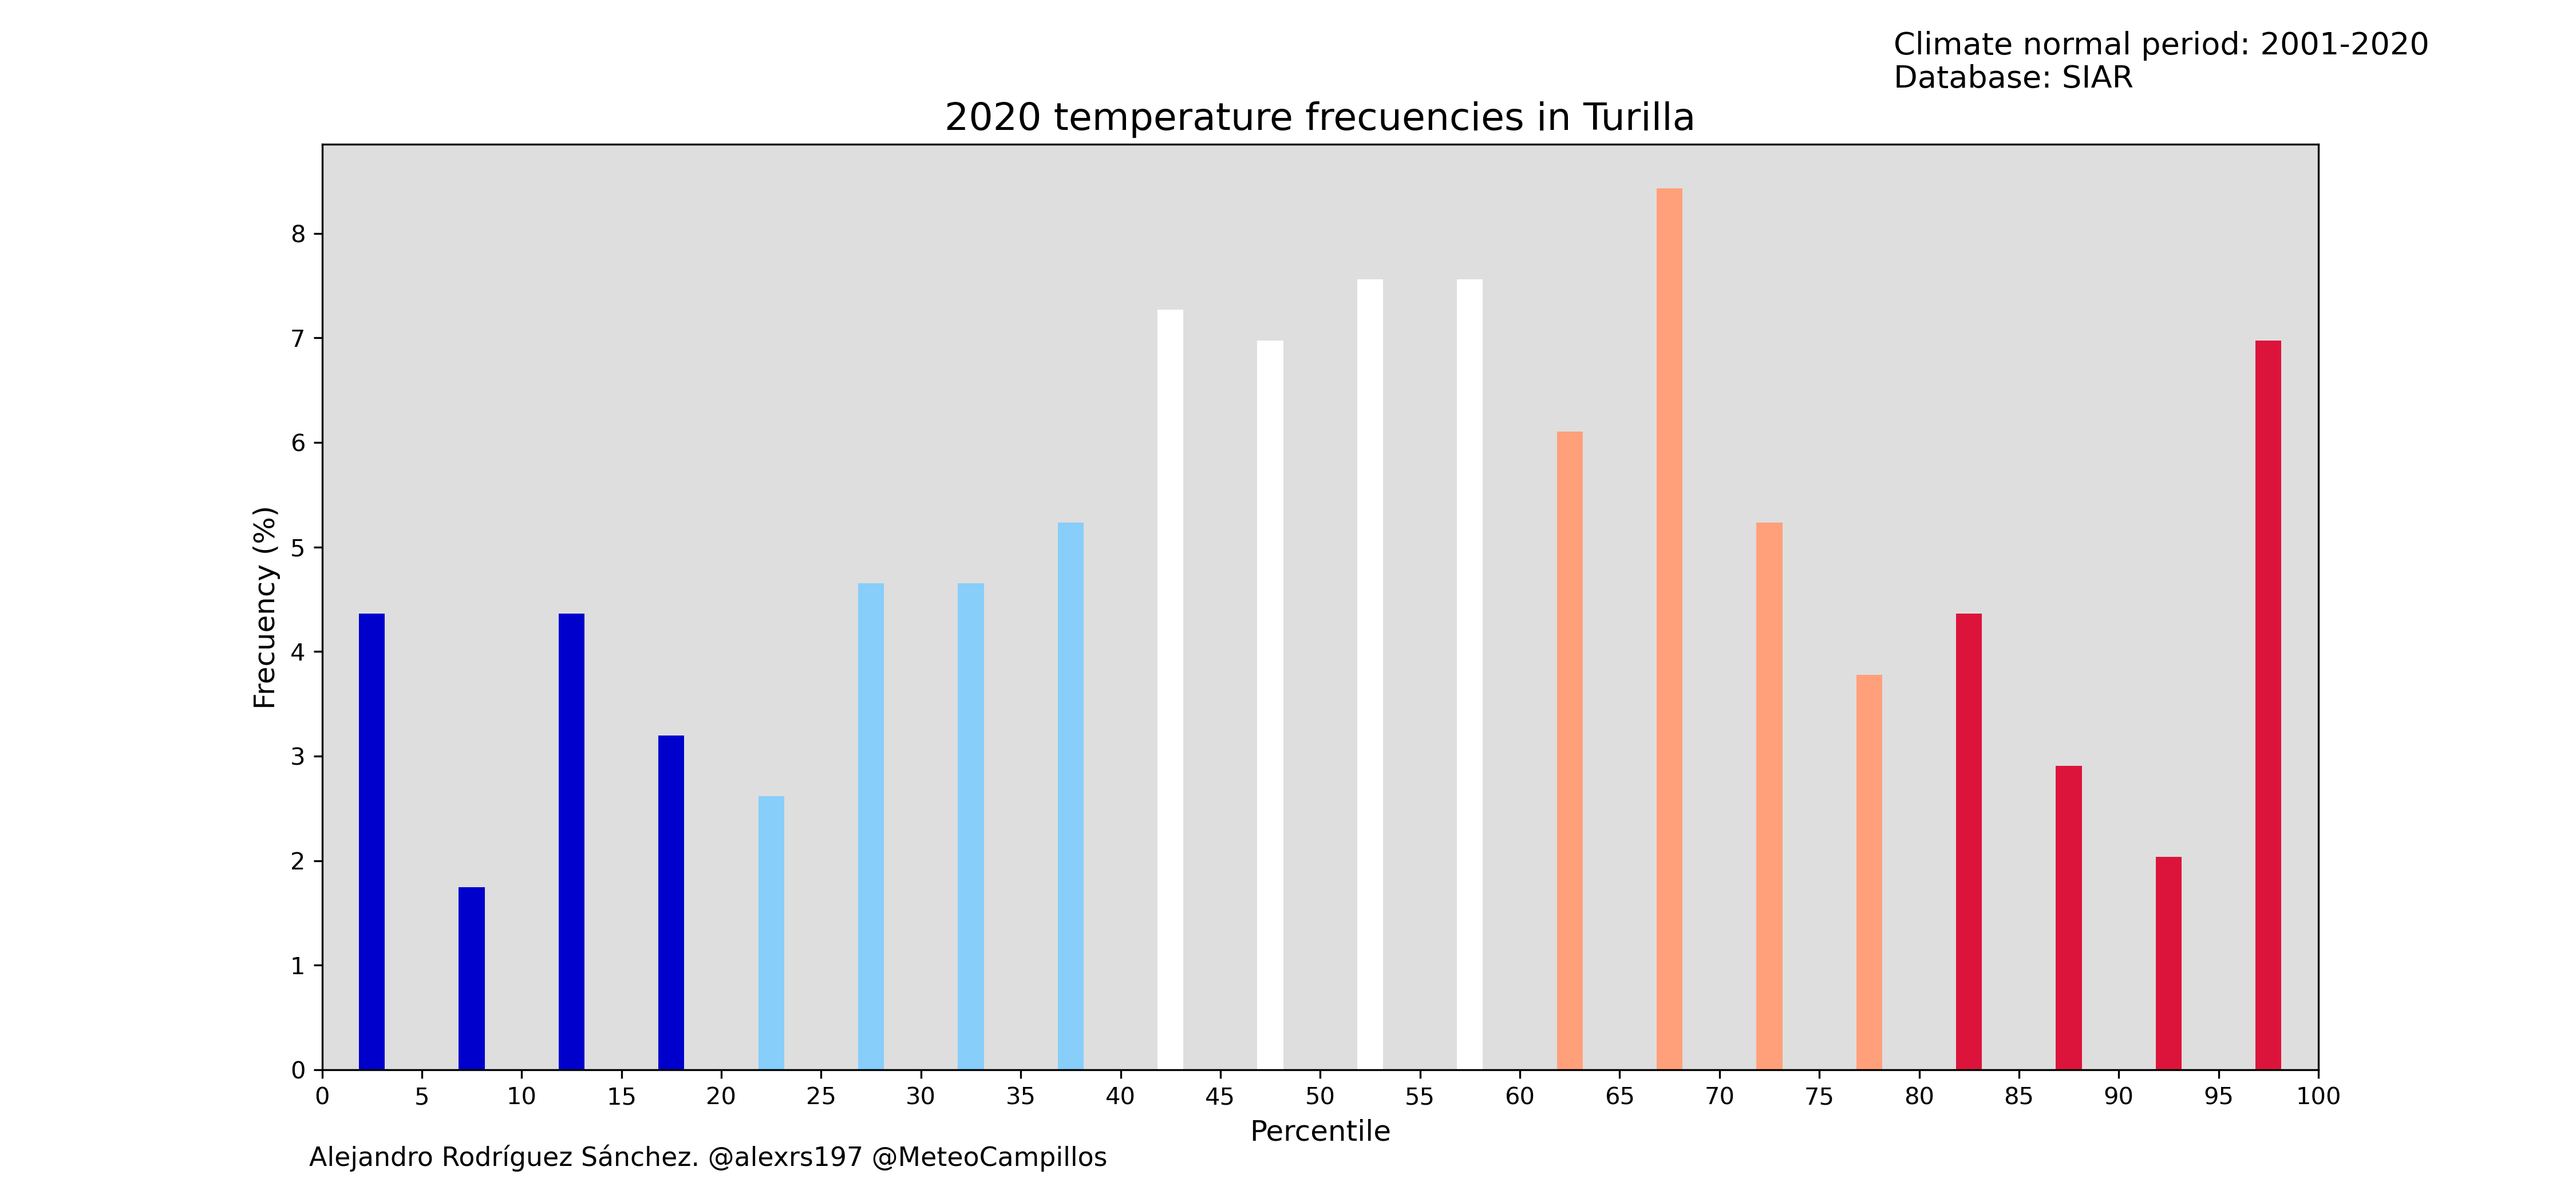 Climate normal period: 2001-2020
Database: SIAR
2020 temperature frecuencies in Turilla
Frecuency (%)
8
7
6
5
4
3
2
1
0
0 5 10 15 20 25 30 35 40 45 50 55 60 65 70 75 80 85 90 95 100
Percentile
Alejandro Rodríguez Sánchez. @alexrs197 @MeteoCampillos